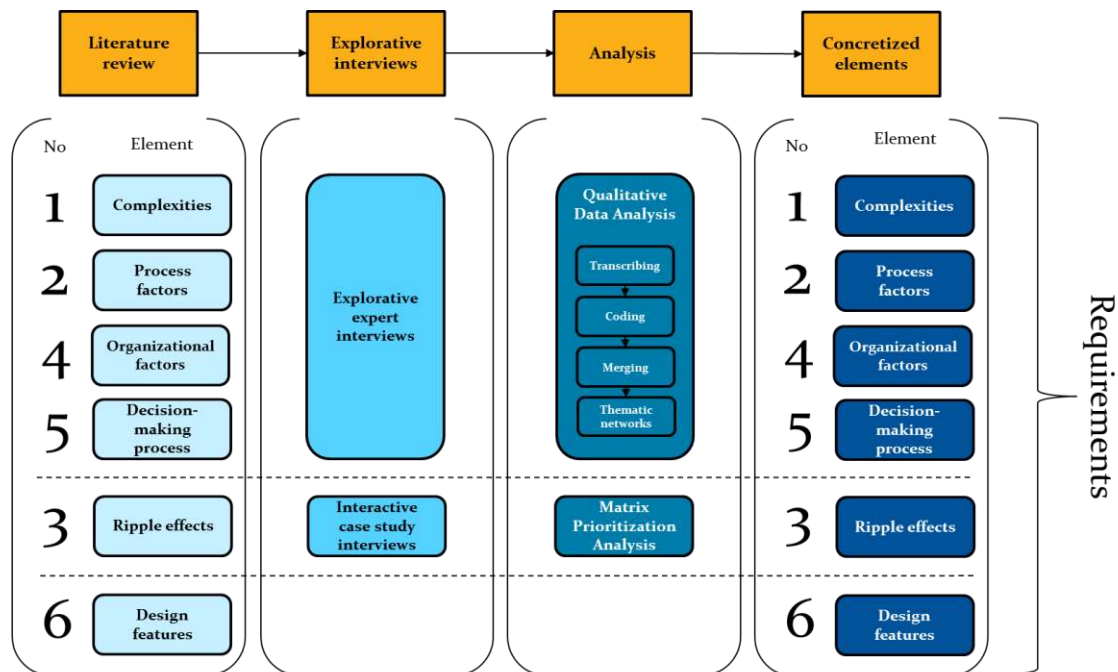 Literature
review
Explorative
interviews
Analysis
Concretized
elements
No
Element
1
Complexities
2
Process
factors
4
Organizational
factors
5
Decision-
making
process
3
Ripple effects
6
Design
features
Explorative
expert
interviews
Interactive
case study
interviews
Qualitative
Data Analysis
Transcribing
Coding
Merging
Thematic
networks
Matrix
Prioritization
Analysis
No
Element
1
Complexities
2
Process
factors
4
Organizational
factors
5
Decision-
making
process
3
Ripple effects
6
Design
features
Requirements